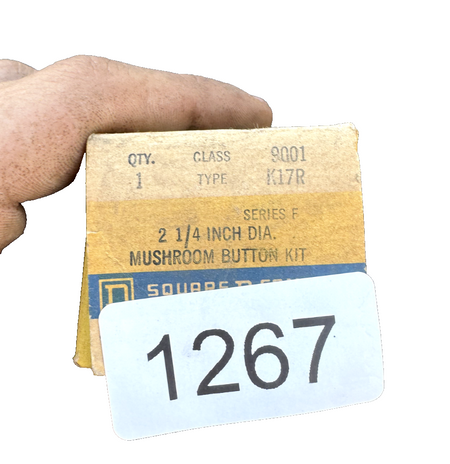 QTY. CLASS 9001
1 TYPE K17R
SERIES F
2 1/4 INCH DIA.
MUSHROOM BUTTON KIT
SQUARE D
1267